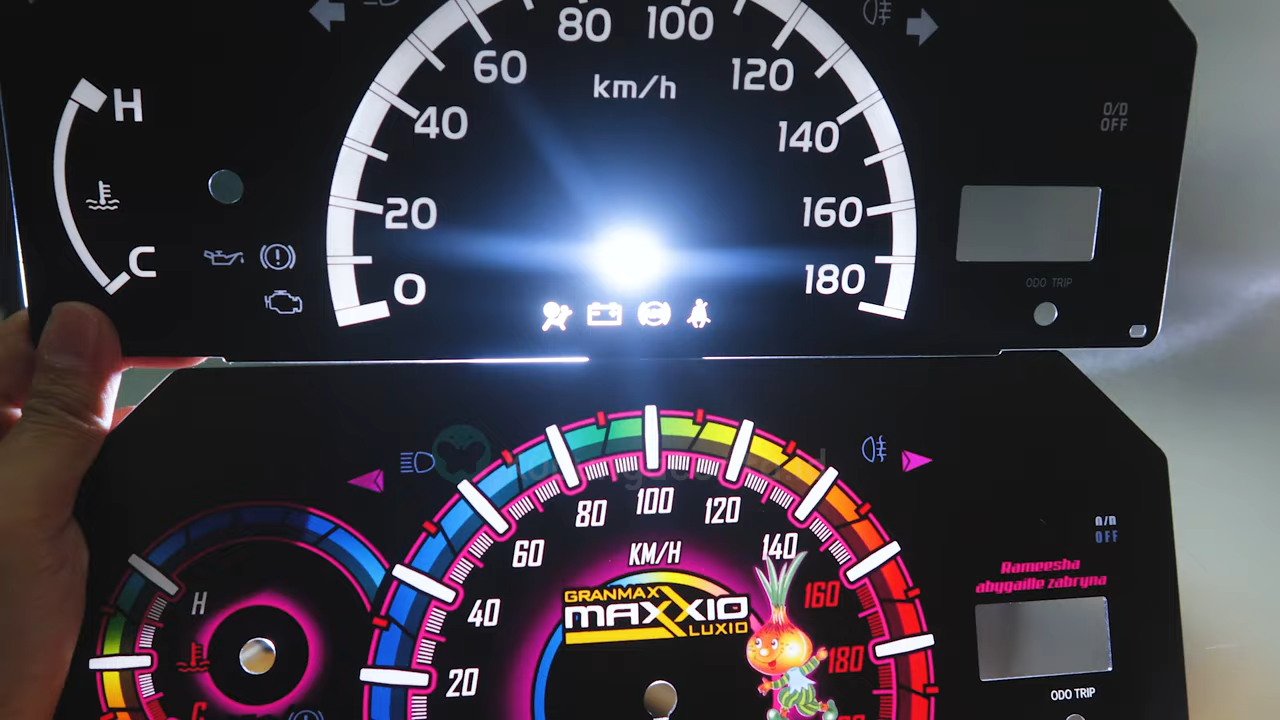 80 100
60 120
km/h
H
40 140
O/D
OFF
20 160
C
0 180
ODO TRIP
80 100 120
60 KM/H 140
OFF
Rameesha
abygaille zabryna
H 40 160
GRANMAX
MAXXIO
LUXIO
20 180
ODO TRIP
C